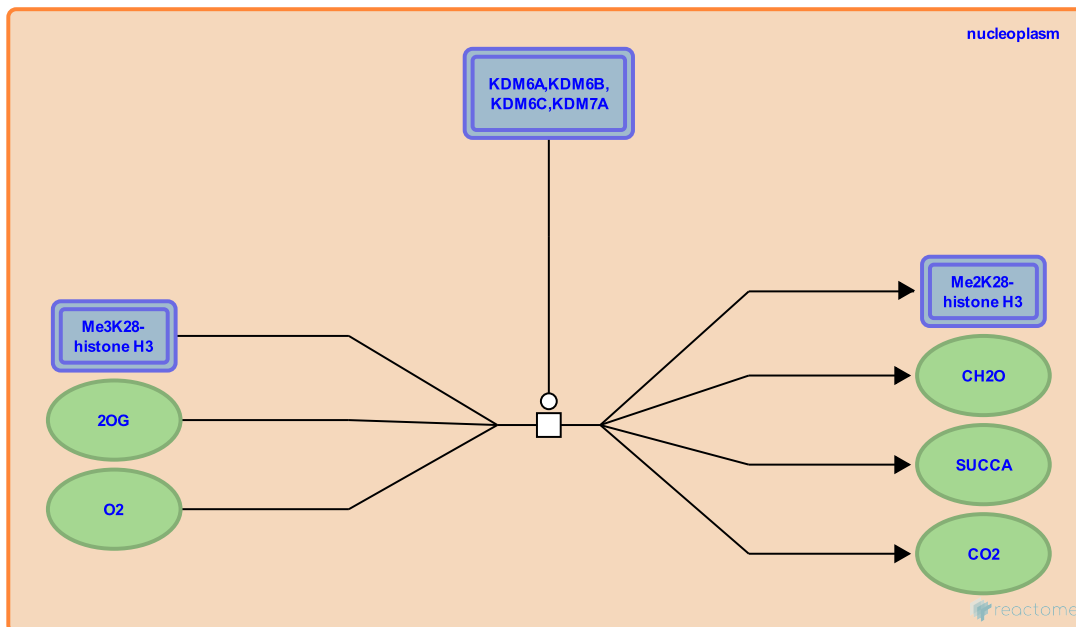 nucleoplasm
KDM6A,KDM6B,
KDM6C,KDM7A
Me3K28-
histone H3
2OG
O2
Me2K28-
histone H3
CH2O
SUCCA
CO2
reactome